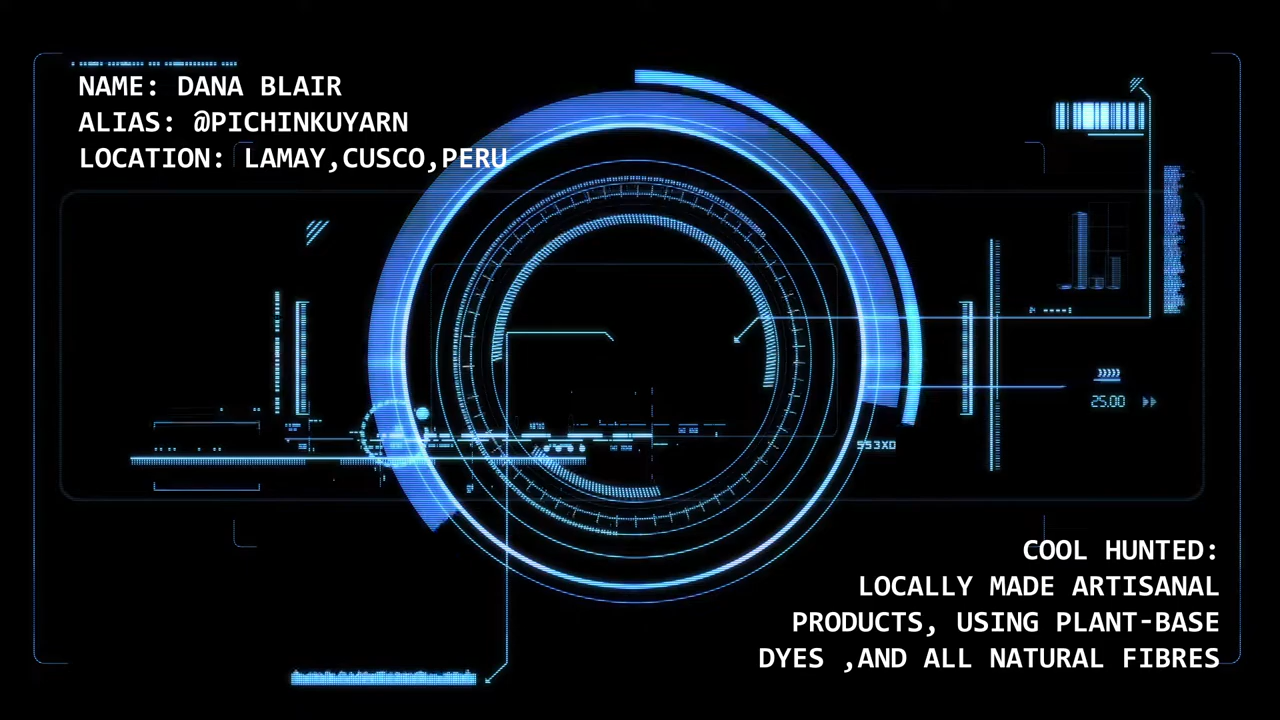 NAME: DANA BLAIR
ALIAS: @PICHINKUYARN
LOCATION: LAMAY,CUSCO,PERU
25.00
553XD
COOL HUNTED:
LOCALLY MADE ARTISANAL
PRODUCTS, USING PLANT-BASE
DYES ,AND ALL NATURAL FIBRES